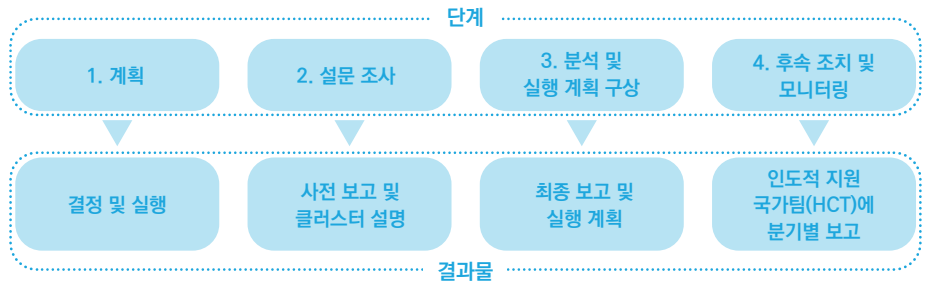 단계
1. 계획
2. 설문 조사
3. 분석 및
실행 계획 구상
4. 후속 조치 및
모니터링
결정 및 실행
사전 보고 및
클러스터 설명
최종 보고 및
실행 계획
인도적 지원
국가팀(HCT)에
분기별 보고
결과물